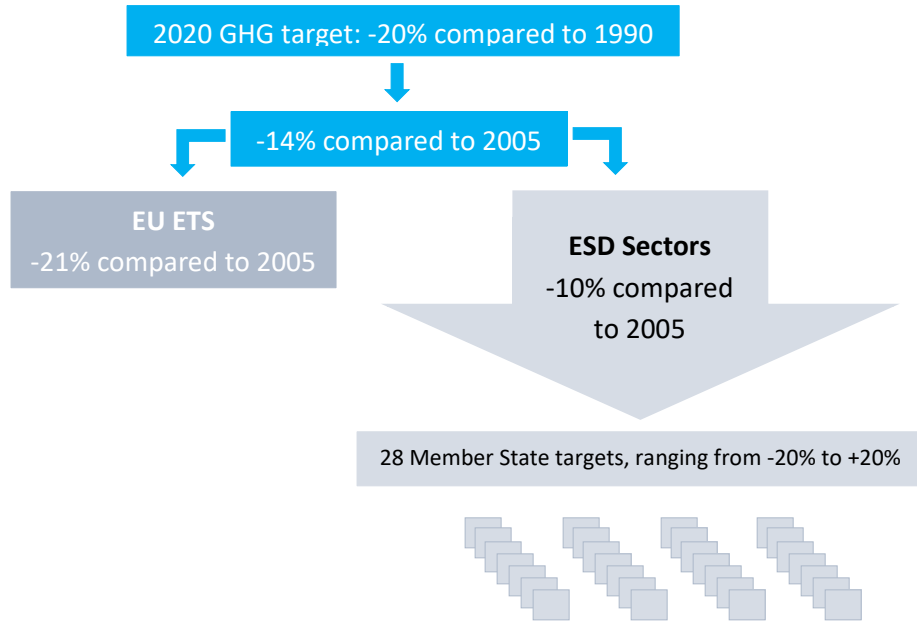 2020 GHG target: -20% compared to 1990
-14% compared to 2005
EU ETS
-21% compared to 2005
ESD Sectors
-10% compared
to 2005
28 Member State targets, ranging from -20% to +20%